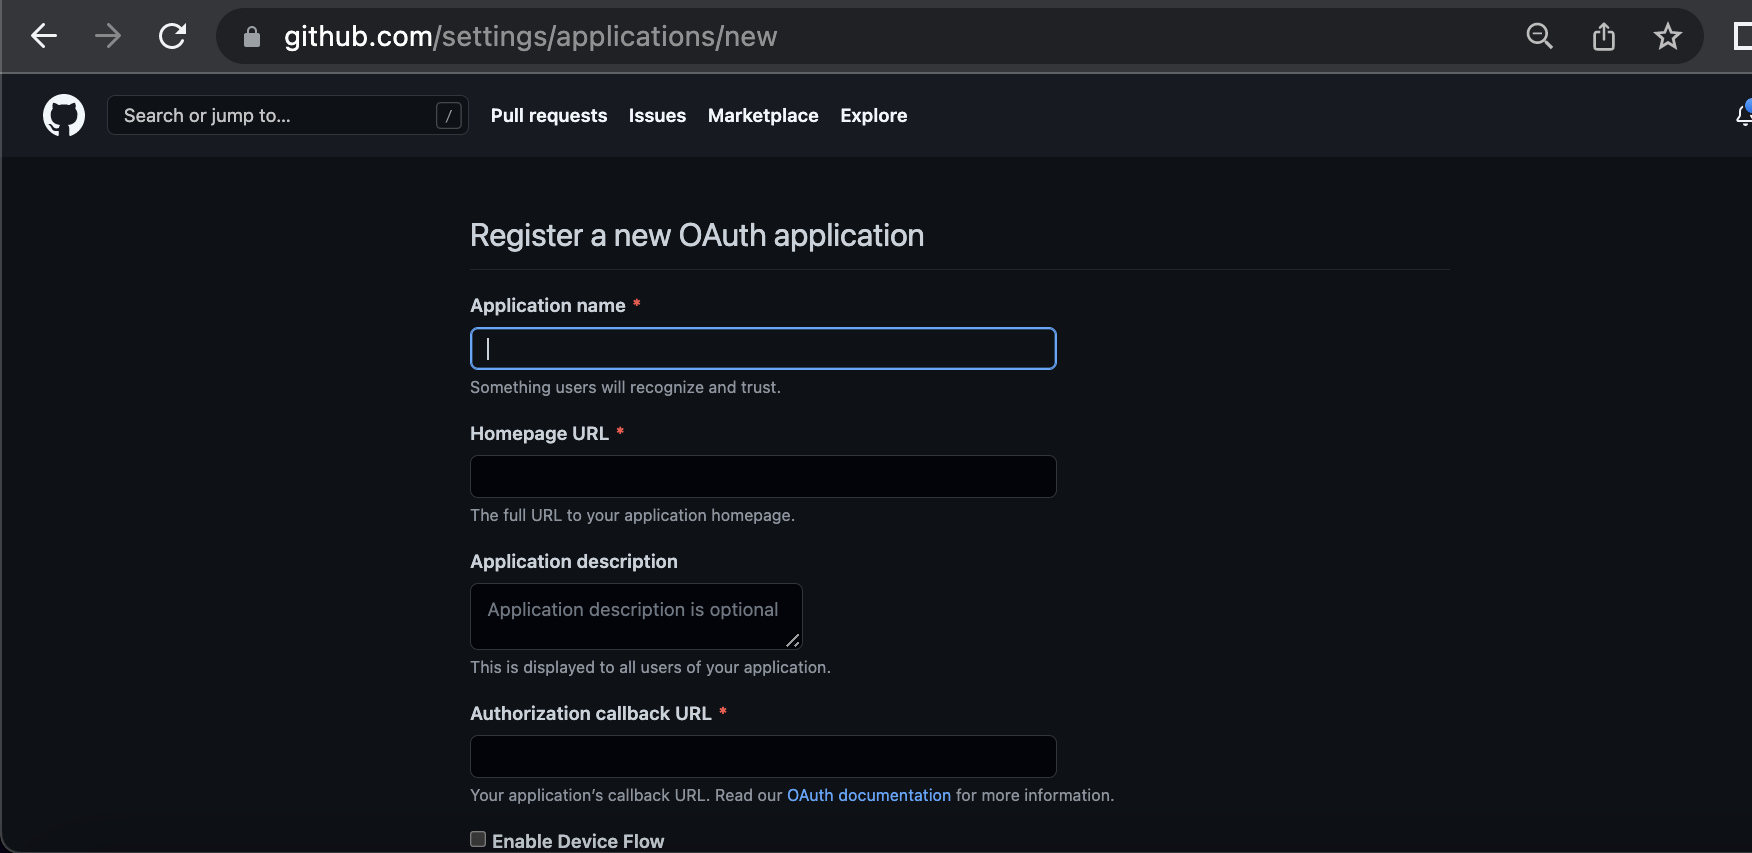 github.com/settings/applications/new
Search or jump to... /
Pull requests Issues Marketplace Explore
Register a new OAuth application
Application name *
Something users will recognize and trust.
Homepage URL *
The full URL to your application homepage.
Application description
Application description is optional
This is displayed to all users of your application.
Authorization callback URL *
Your application’s callback URL. Read our OAuth documentation for more information.
Enable Device Flow